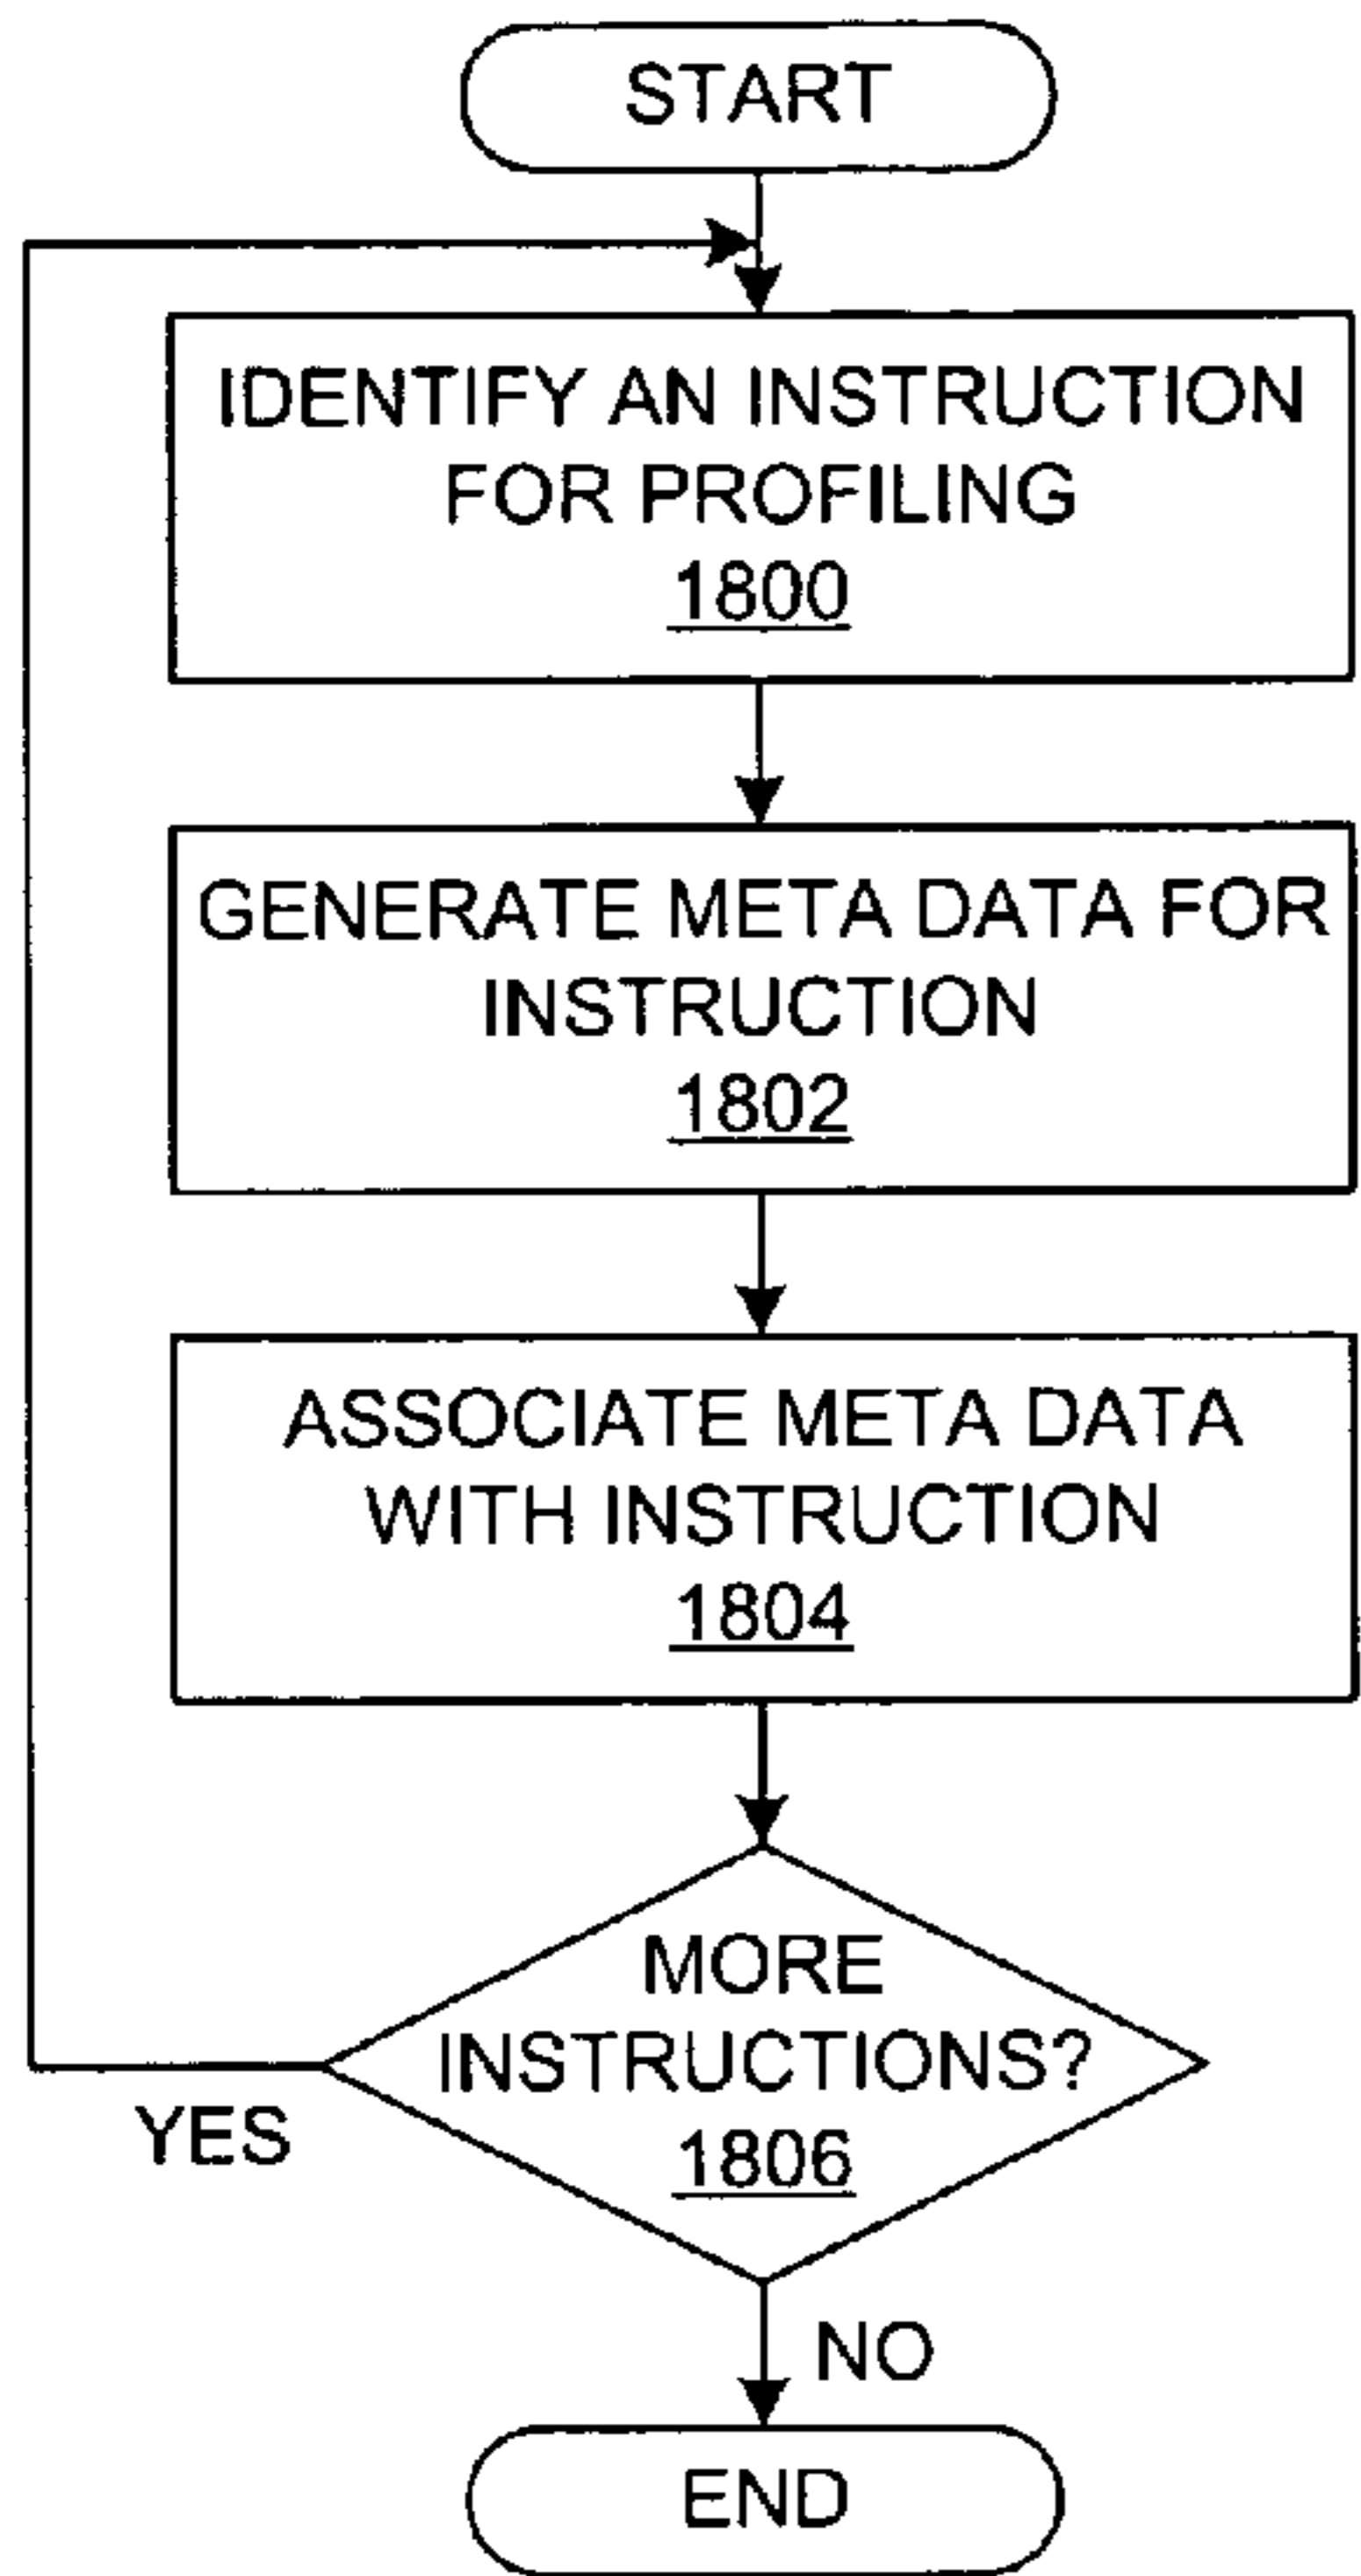 START
IDENTIFY AN INSTRUCTION
FOR PROFILING
1800
GENERATE META DATA FOR
INSTRUCTION
1802
ASSOCIATE META DATA
WITH INSTRUCTION
1804
MORE
INSTRUCTIONS?
1806
YES
NO
END